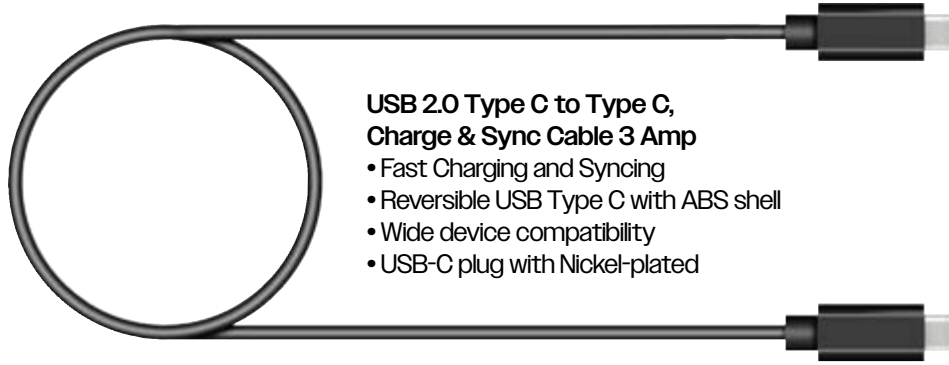 USB 2.0 Type C to Type C,
Charge & Sync Cable 3 Amp
• Fast Charging and Syncing
• Reversible USB Type C with ABS shell
• Wide device compatibility
• USB-C plug with Nickel-plated